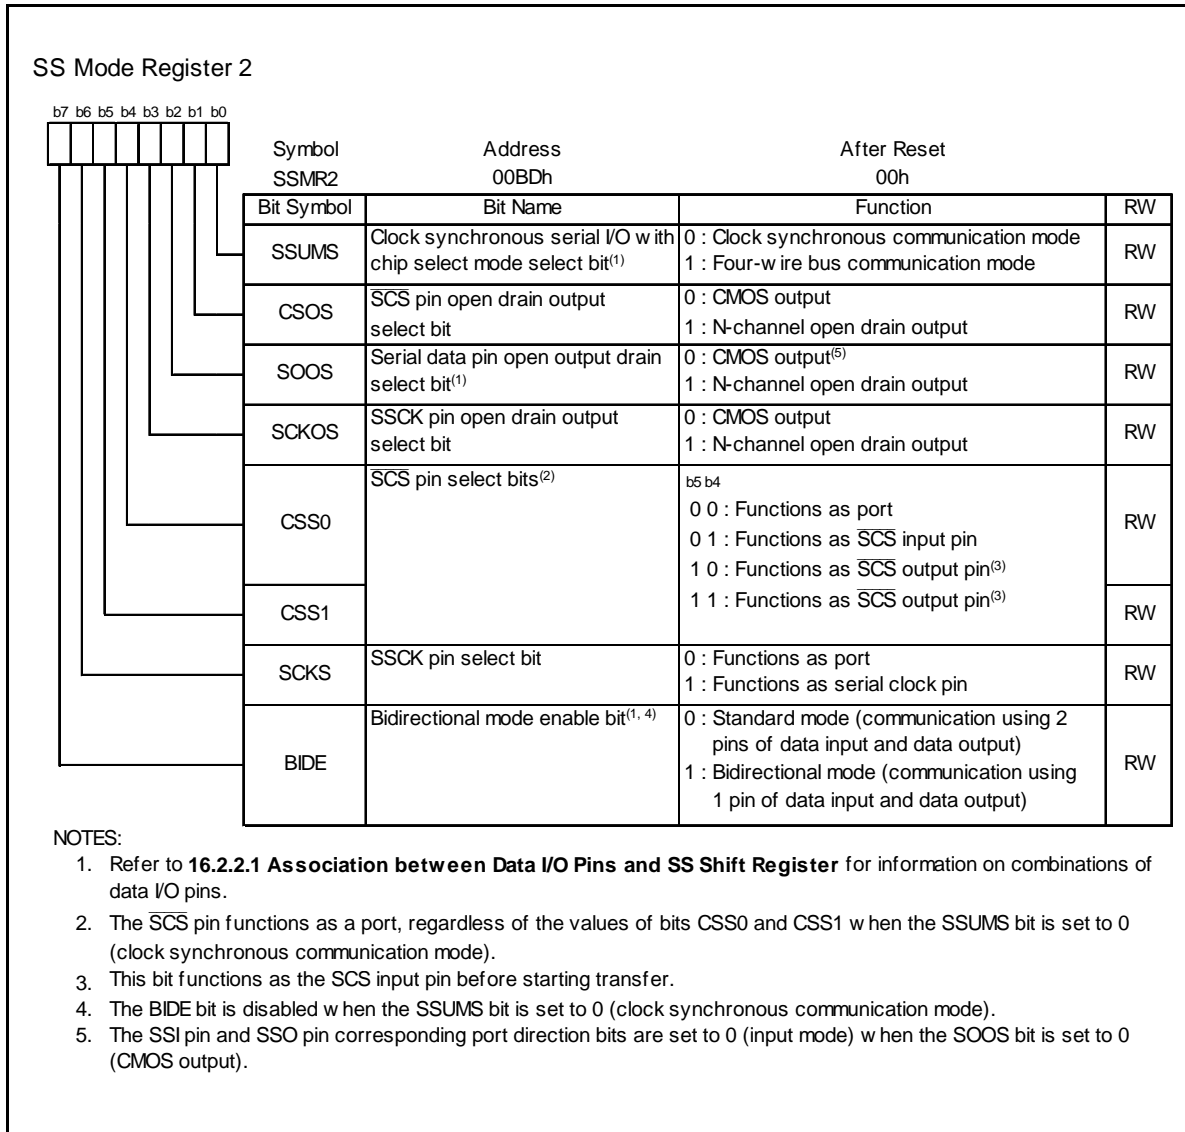 SS Mode Register 2
b7 b6 b5 b4 b3 b2 b1 b0
Symbol Address After Reset
SSMR2 00BDh 00h
Bit Symbol Bit Name Function RW
SSUMS Clock synchronous serial I/O with chip select mode select bit(1) 0 : Clock synchronous communication mode RW
1 : Four-wire bus communication mode
CSOS SCS pin open drain output select bit 0 : CMOS output RW
1 : N-channel open drain output
SOOS Serial data pin open output drain select bit(1) 0 : CMOS output(5) RW
1 : N-channel open drain output
SCKOS SSCK pin open drain output select bit 0 : CMOS output RW
1 : N-channel open drain output
CSS0 SCS pin select bits(2) b5 b4 RW
0 0 : Functions as port
0 1 : Functions as SCS input pin
1 0 : Functions as SCS output pin(3)
1 1 : Functions as SCS output pin(3)
CSS1 RW
SCKS SSCK pin select bit 0 : Functions as port RW
1 : Functions as serial clock pin
BIDE Bidirectional mode enable bit(1, 4) 0 : Standard mode (communication using 2 RW
pins of data input and data output)
1 : Bidirectional mode (communication using
1 pin of data input and data output)
NOTES:
1. Refer to 16.2.2.1 Association between Data I/O Pins and SS Shift Register for information on combinations of
data I/O pins.
2. The SCS pin functions as a port, regardless of the values of bits CSS0 and CSS1 when the SSUMS bit is set to 0
(clock synchronous communication mode).
3. This bit functions as the SCS input pin before starting transfer.
4. The BIDE bit is disabled when the SSUMS bit is set to 0 (clock synchronous communication mode).
5. The SSI pin and SSO pin corresponding port direction bits are set to 0 (input mode) when the SOOS bit is set to 0
(CMOS output).